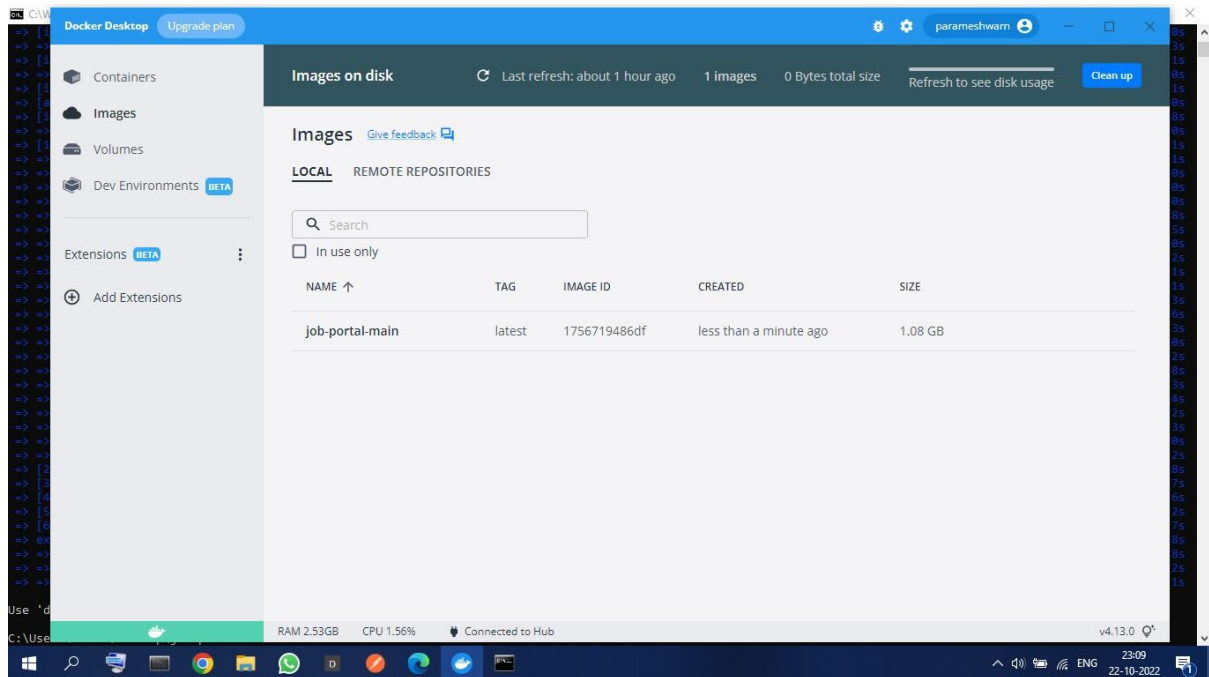 C:\W
Docker Desktop Upgrade plan parameshwarn
Containers
Images
Volumes
Dev Environments BETA
Extensions BETA
Add Extensions
Images on disk Last refresh: about 1 hour ago 1 images 0 Bytes total size Refresh to see disk usage Clean up
Images Give feedback
LOCAL REMOTE REPOSITORIES
Search
In use only
NAME TAG IMAGE ID CREATED SIZE
job-portal-main latest 1756719486df less than a minute ago 1.08 GB
RAM 2.53GB CPU 1.56% Connected to Hub v4.13.0
Use 'd
C:\Use
D
ENG 23:09
22-10-2022
1